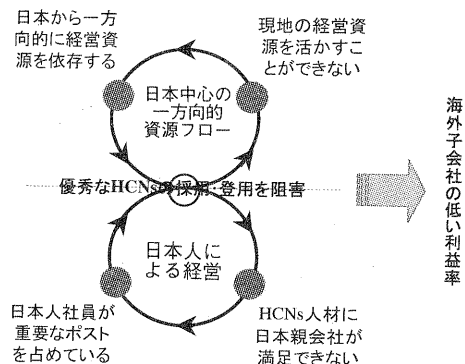 日本から一方
向的に経営資
源を依存する
現地の経営資
源を活かすこ
とができない
日本中心の
一方向的
資源フロー
優秀なHCNsの採用・登用を阻害
海外子会社の低い利益率
日本人に
よる経営
日本人社員が
重要なポスト
を占めている
HCNs人材に
日本親会社が
満足できない